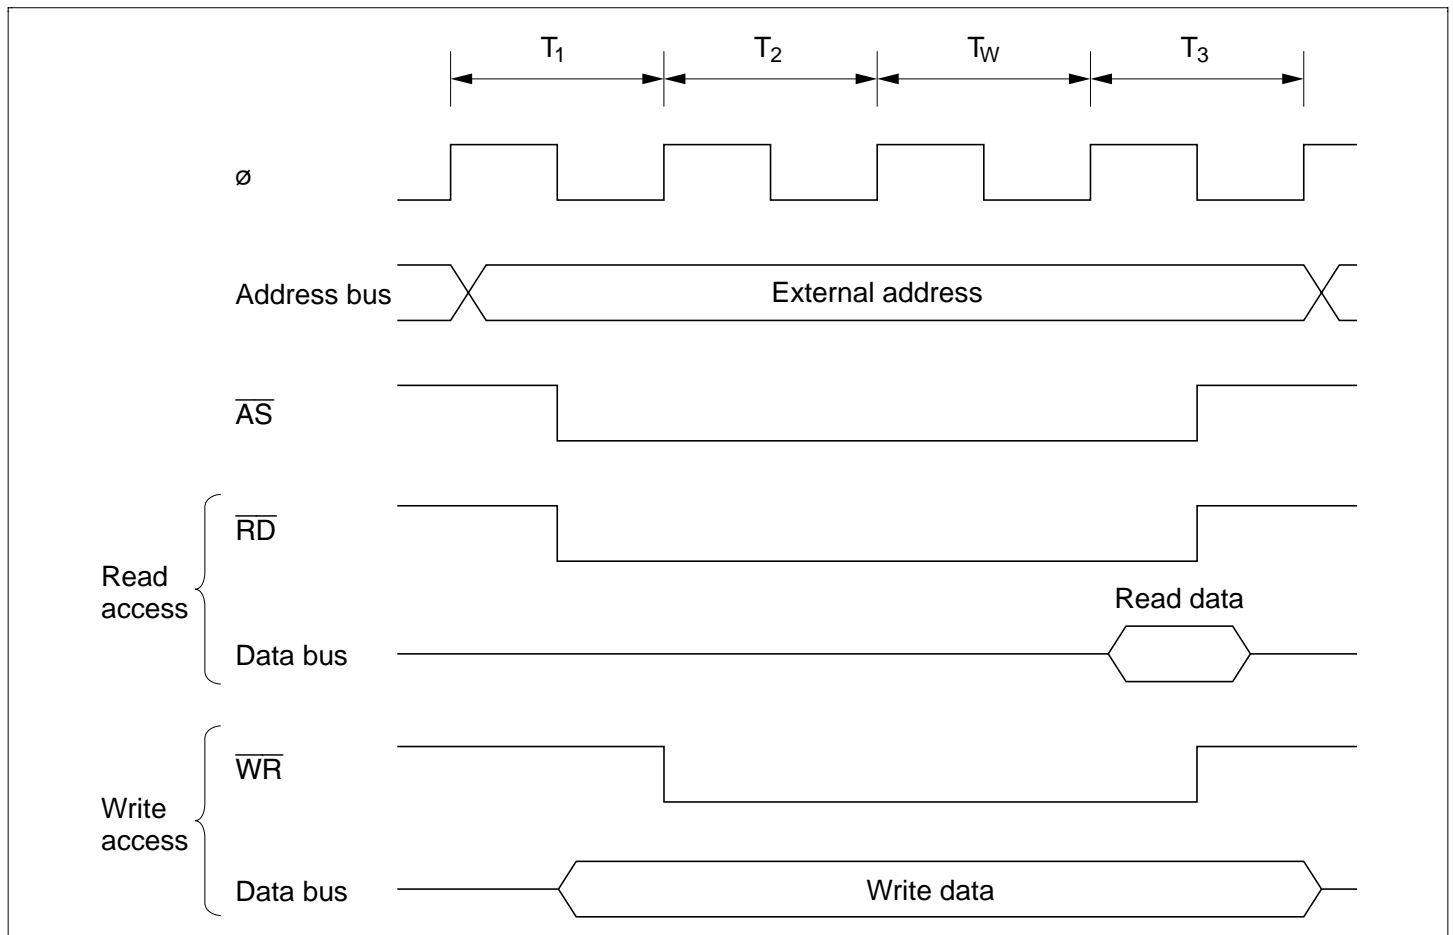 T1 T2 TW T3
ø
Address bus
External address
AS
RD
Read
access
Read data
Data bus
WR
Write
access
Data bus
Write data